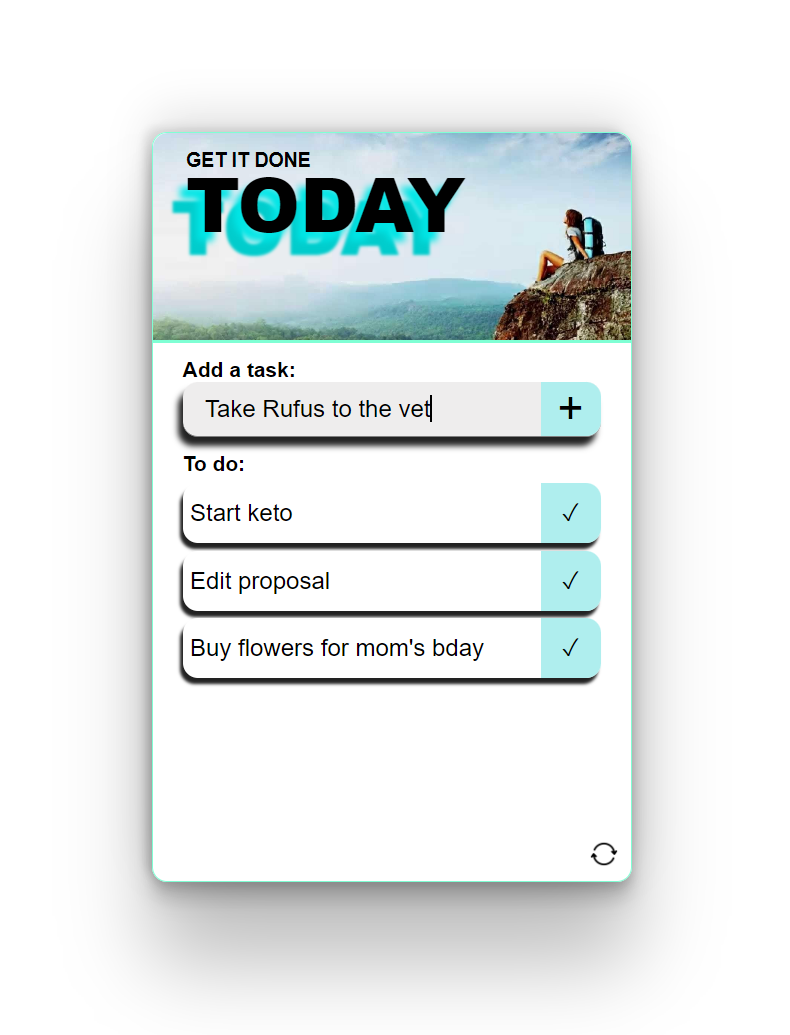 GET IT DONE
TODAY
Add a task:
Take Rufus to the vet
+
To do:
Start keto
✓
Edit proposal
✓
Buy flowers for mom's bday
✓